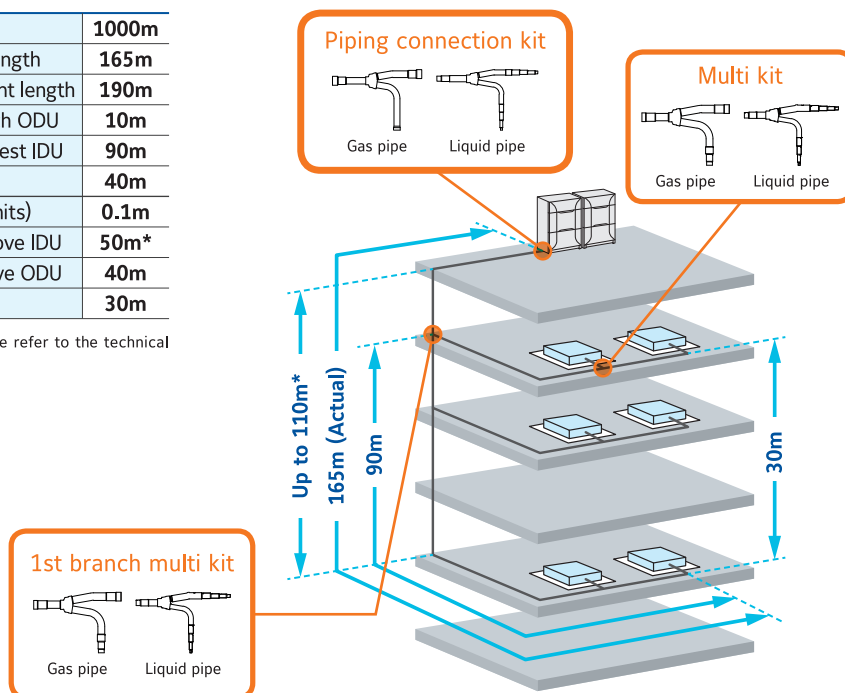 1000m
ngth 165m
nt length 190m
h ODU 10m
est IDU 90m
40m
nits) 0.1m
ove IDU 50m*
ve ODU 40m
30m
e refer to the technical
Piping connection kit
Gas pipe Liquid pipe
Multi kit
Gas pipe Liquid pipe
Up to 110m*
165m (Actual)
90m
30m
1st branch multi kit
Gas pipe Liquid pipe